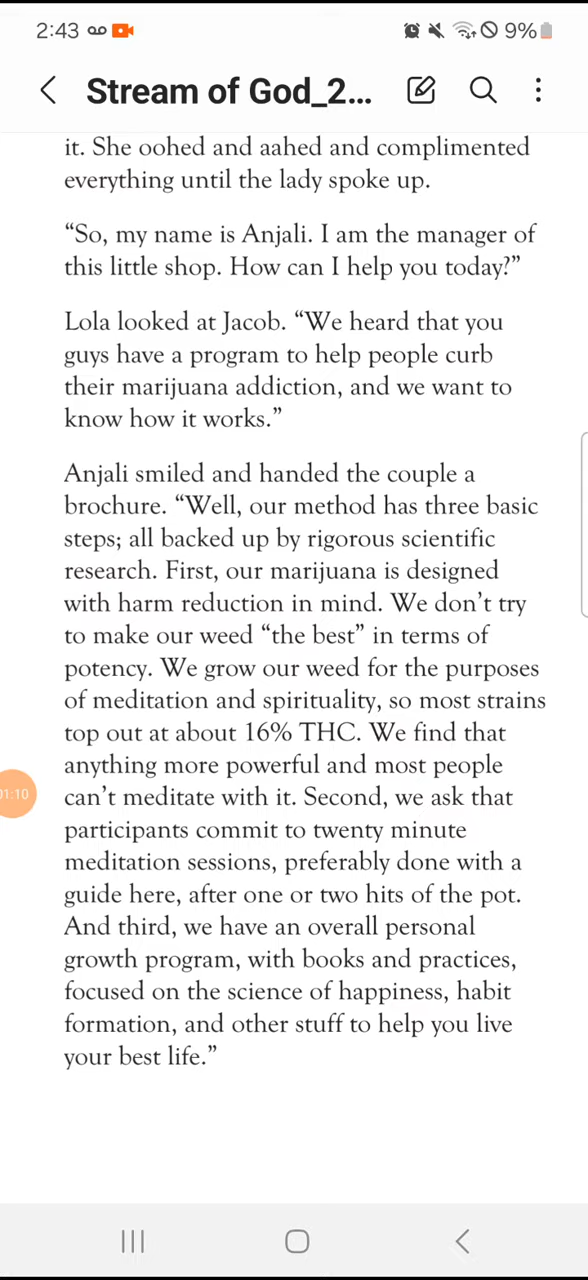 2:43 9%
Stream of God_2...
it. She oohed and aahed and complimented
everything until the lady spoke up.
“So, my name is Anjali. I am the manager of
this little shop. How can I help you today?”
Lola looked at Jacob. “We heard that you
guys have a program to help people curb
their marijuana addiction, and we want to
know how it works.”
Anjali smiled and handed the couple a
brochure. “Well, our method has three basic
steps; all backed up by rigorous scientific
research. First, our marijuana is designed
with harm reduction in mind. We don’t try
to make our weed “the best” in terms of
potency. We grow our weed for the purposes
of meditation and spirituality, so most strains
top out at about 16% THC. We find that
anything more powerful and most people
can’t meditate with it. Second, we ask that
participants commit to twenty minute
meditation sessions, preferably done with a
guide here, after one or two hits of the pot.
And third, we have an overall personal
growth program, with books and practices,
focused on the science of happiness, habit
formation, and other stuff to help you live
your best life.”
01:10